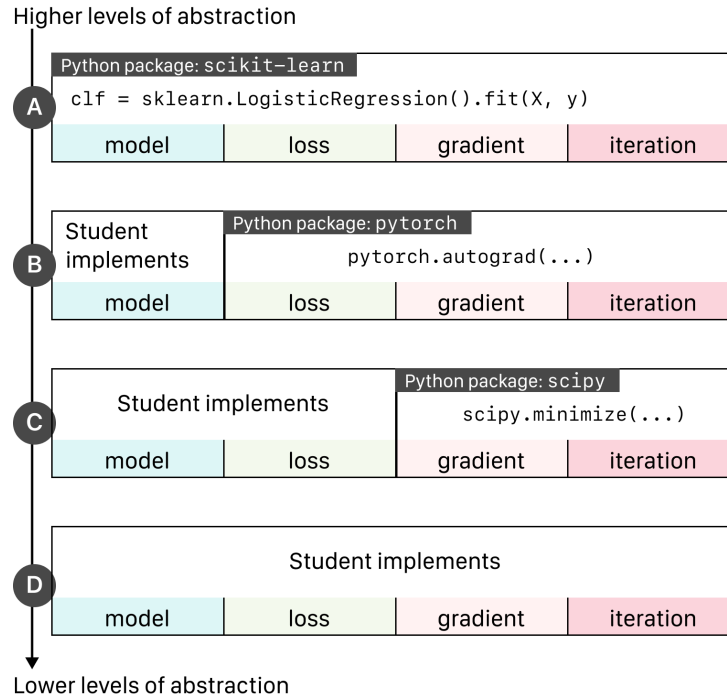 Higher levels of abstraction
Python package: scikit-learn
A
clf = sklearn.LogisticRegression().fit(X, y)
model loss gradient iteration
Student
implements
Python package: pytorch
B
pytorch.autograd(...)
model loss gradient iteration
Python package: scipy
C
Student implements
scipy.minimize(...)
model loss gradient iteration
Student implements
D
model loss gradient iteration
Lower levels of abstraction